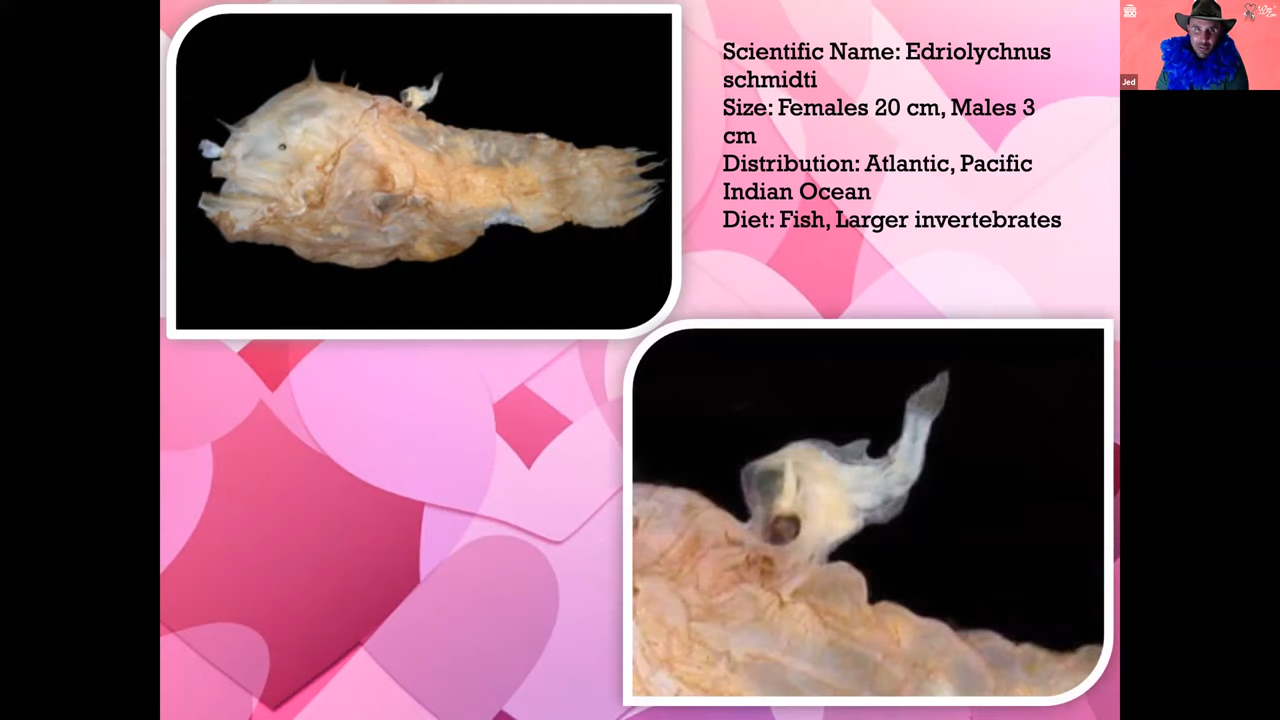 Scientific Name: Edriolychnus
schmidti
Size: Females 20 cm, Males 3
cm
Distribution: Atlantic, Pacific
Indian Ocean
Diet: Fish, Larger invertebrates
Jed